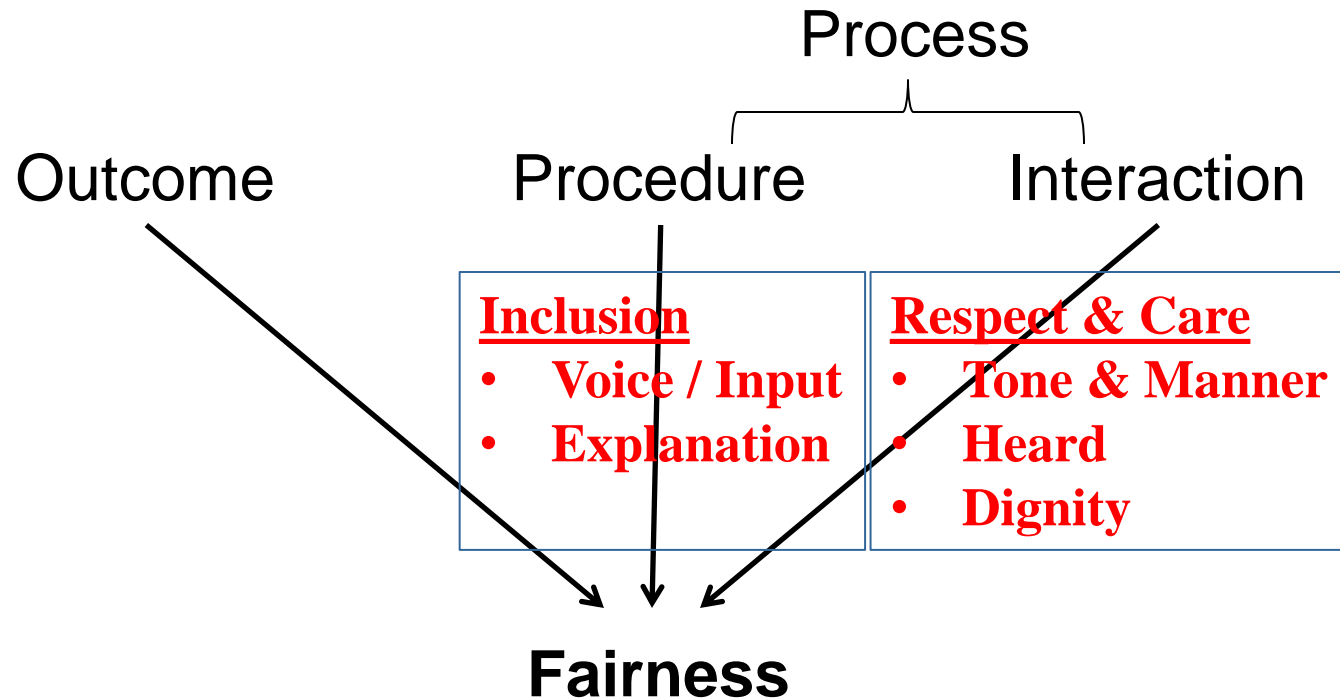 Process
Outcome
Procedure
Interaction
Inclusion
• Voice / Input
• Explanation
Respect & Care
• Tone & Manner
• Heard
• Dignity
Fairness